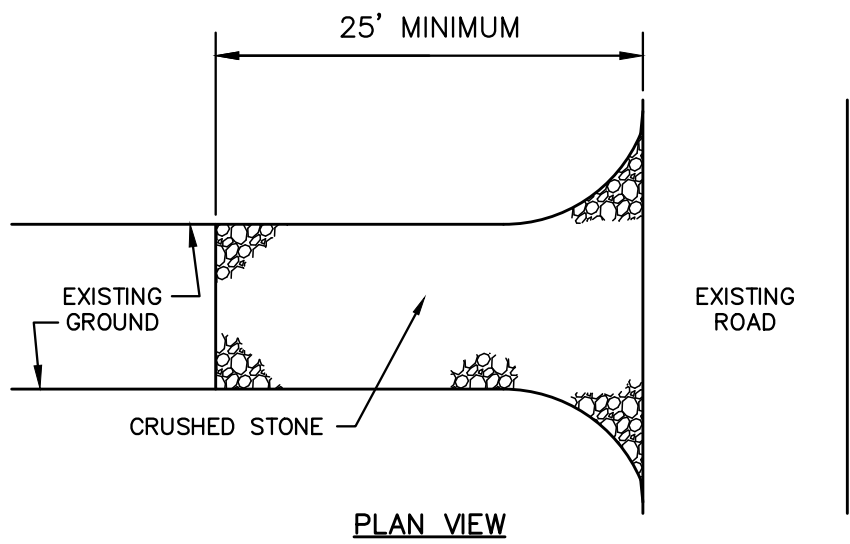 25' MINIMUM
EXISTING
GROUND
EXISTING
ROAD
CRUSHED STONE
PLAN VIEW